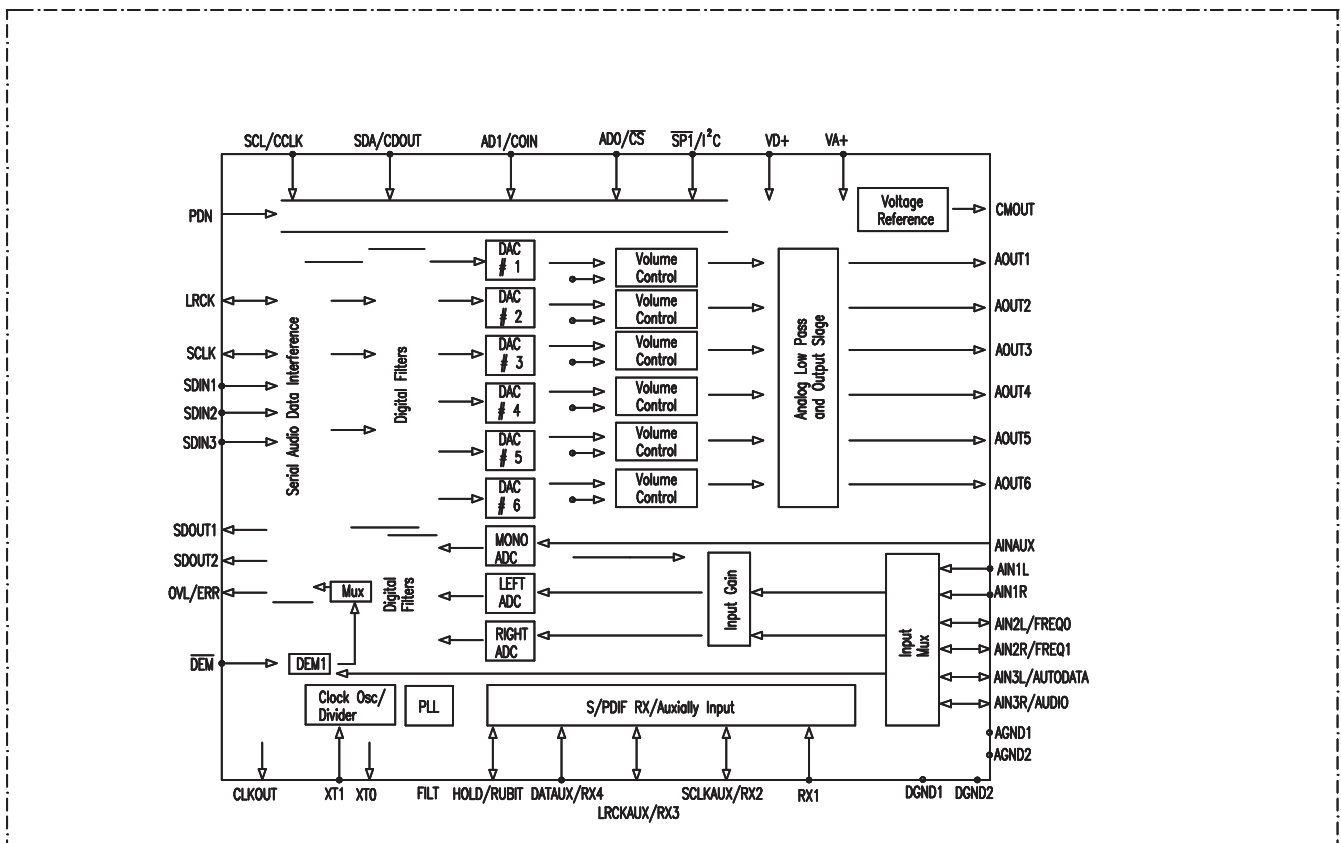 SCL/CCLK SDA/CDOUT AD1/COIN AD0/CS SP1/I²C VD+ VA+
PDN
Voltage
Reference
CMOUT
DAC
# 1
Volume
Control
AOUT1
LRCK
DAC
# 2
Volume
Control
AOUT2
SCLK
DAC
# 3
Volume
Control
AOUT3
SDIN1
SDIN2
SDIN3
Serial Audio Data Interference
Digital Filters
DAC
# 4
Volume
Control
AOUT4
DAC
# 5
Volume
Control
AOUT5
DAC
# 6
Volume
Control
AOUT6
Analog Low Pass
and Output Slage
SDOUT1
SDOUT2
OVL/ERR
MONO
ADC
LEFT
ADC
RIGHT
ADC
Mux
Digital
Filters
Input Gain
Input
Mux
AINAUX
AIN1L
AIN1R
AIN2L/FREQ0
AIN2R/FREQ1
AIN3L/AUTODATA
AIN3R/AUDIO
AGND1
AGND2
DEM
DEM1
Clock Osc/
Divider
PLL
S/PDIF RX/Auxially Input
CLKOUT XT1 XTO FILT HOLD/RUBIT DATAUX/RX4 SCLKAUX/RX2 RX1 DGND1 DGND2
LRCKAUX/RX3